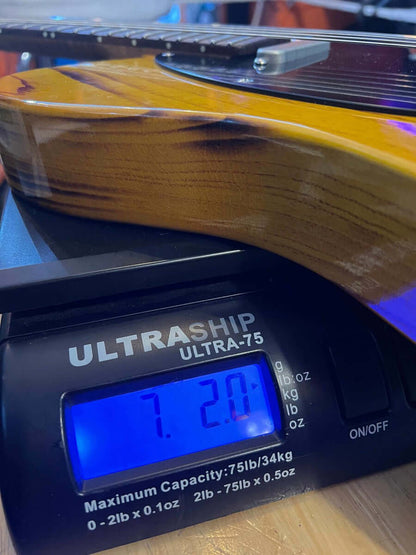 ULTRASHIP
ULTRA-75
7. 2.0
g
lb:oz
kg
lb
oz
ON/OFF
Maximum Capacity:75lb/34kg
0 - 2lb x 0.1oz 2lb - 75lb x 0.5oz